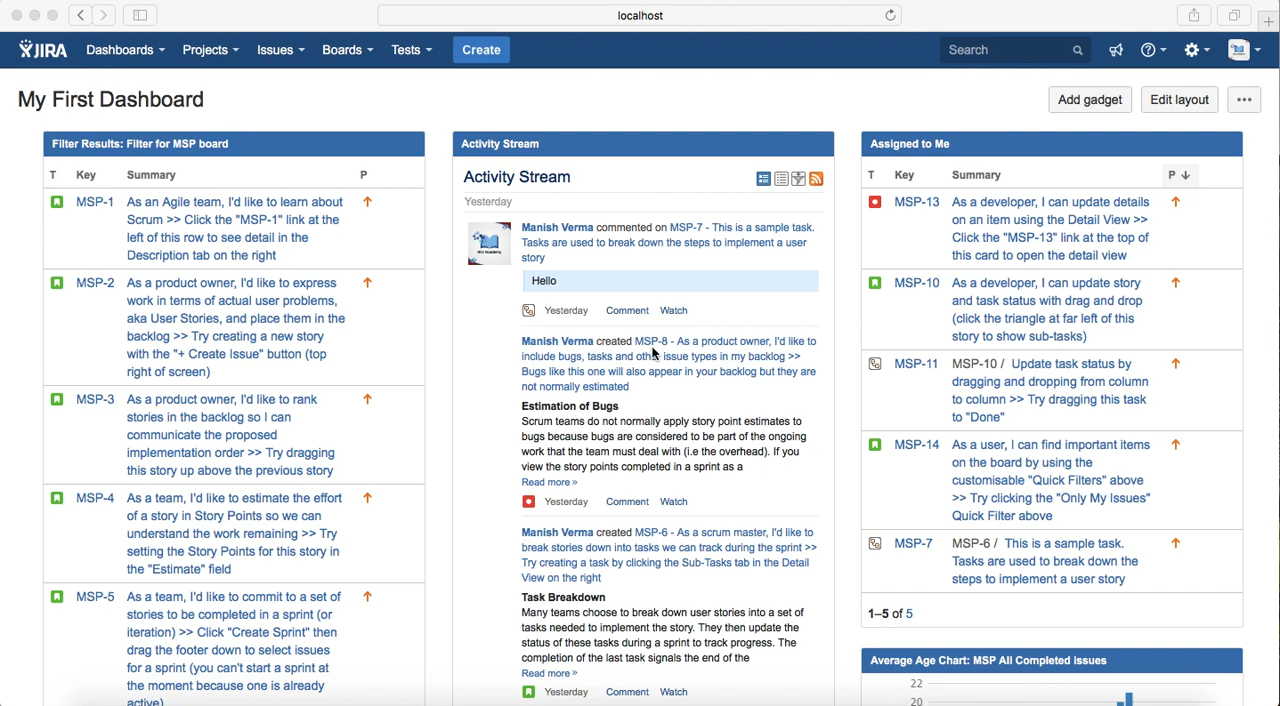 localhost
JIRA Dashboards Projects Issues Boards Tests Create Search
My First Dashboard
Add gadget Edit layout ...
Filter Results: Filter for MSP board
T Key Summary P
MSP-1 As an Agile team, I'd like to learn about
Scrum >> Click the "MSP-1" link at the
left of this row to see detail in the
Description tab on the right
MSP-2 As a product owner, I'd like to express
work in terms of actual user problems,
aka User Stories, and place them in the
backlog >> Try creating a new story
with the "+ Create Issue" button (top
right of screen)
MSP-3 As a product owner, I'd like to rank
stories in the backlog so I can
communicate the proposed
implementation order >> Try dragging
this story up above the previous story
MSP-4 As a team, I'd like to estimate the effort
of a story in Story Points so we can
understand the work remaining >> Try
setting the Story Points for this story in
the "Estimate" field
MSP-5 As a team, I'd like to commit to a set of
stories to be completed in a sprint (or
iteration) >> Click "Create Sprint" then
drag the footer down to select issues
for a sprint (you can't start a sprint at
the moment because one is already
active)
Activity Stream
Activity Stream
Yesterday
Manish Verma commented on MSP-7 - This is a sample task.
Tasks are used to break down the steps to implement a user
story
Hello
Yesterday Comment Watch
Manish Verma created MSP-8 - As a product owner, I'd like to
include bugs, tasks and other issue types in my backlog >>
Bugs like this one will also appear in your backlog but they are
not normally estimated
Estimation of Bugs
Scrum teams do not normally apply story point estimates to
bugs because bugs are considered to be part of the ongoing
work that the team must deal with (i.e the overhead). If you
view the story points completed in a sprint as a
Read more »
Yesterday Comment Watch
Manish Verma created MSP-6 - As a scrum master, I'd like to
break stories down into tasks we can track during the sprint >>
Try creating a task by clicking the Sub-Tasks tab in the Detail
View on the right
Task Breakdown
Many teams choose to break down user stories into a set of
tasks needed to implement the story. They then update the
status of these tasks during a sprint to track progress. The
completion of the last task signals the end of the
Read more »
Yesterday Comment Watch
Assigned to Me
T Key Summary P ↓
MSP-13 As a developer, I can update details
on an item using the Detail View >>
Click the "MSP-13" link at the top of
this card to open the detail view
MSP-10 As a developer, I can update story
and task status with drag and drop
(click the triangle at far left of this
story to show sub-tasks)
MSP-11 MSP-10 / Update task status by
dragging and dropping from column
to column >> Try dragging this task
to "Done"
MSP-14 As a user, I can find important items
on the board by using the
customisable "Quick Filters" above
>> Try clicking the "Only My Issues"
Quick Filter above
MSP-7 MSP-6 / This is a sample task.
Tasks are used to break down the
steps to implement a user story
1–5 of 5
Average Age Chart: MSP All Completed Issues
22
20